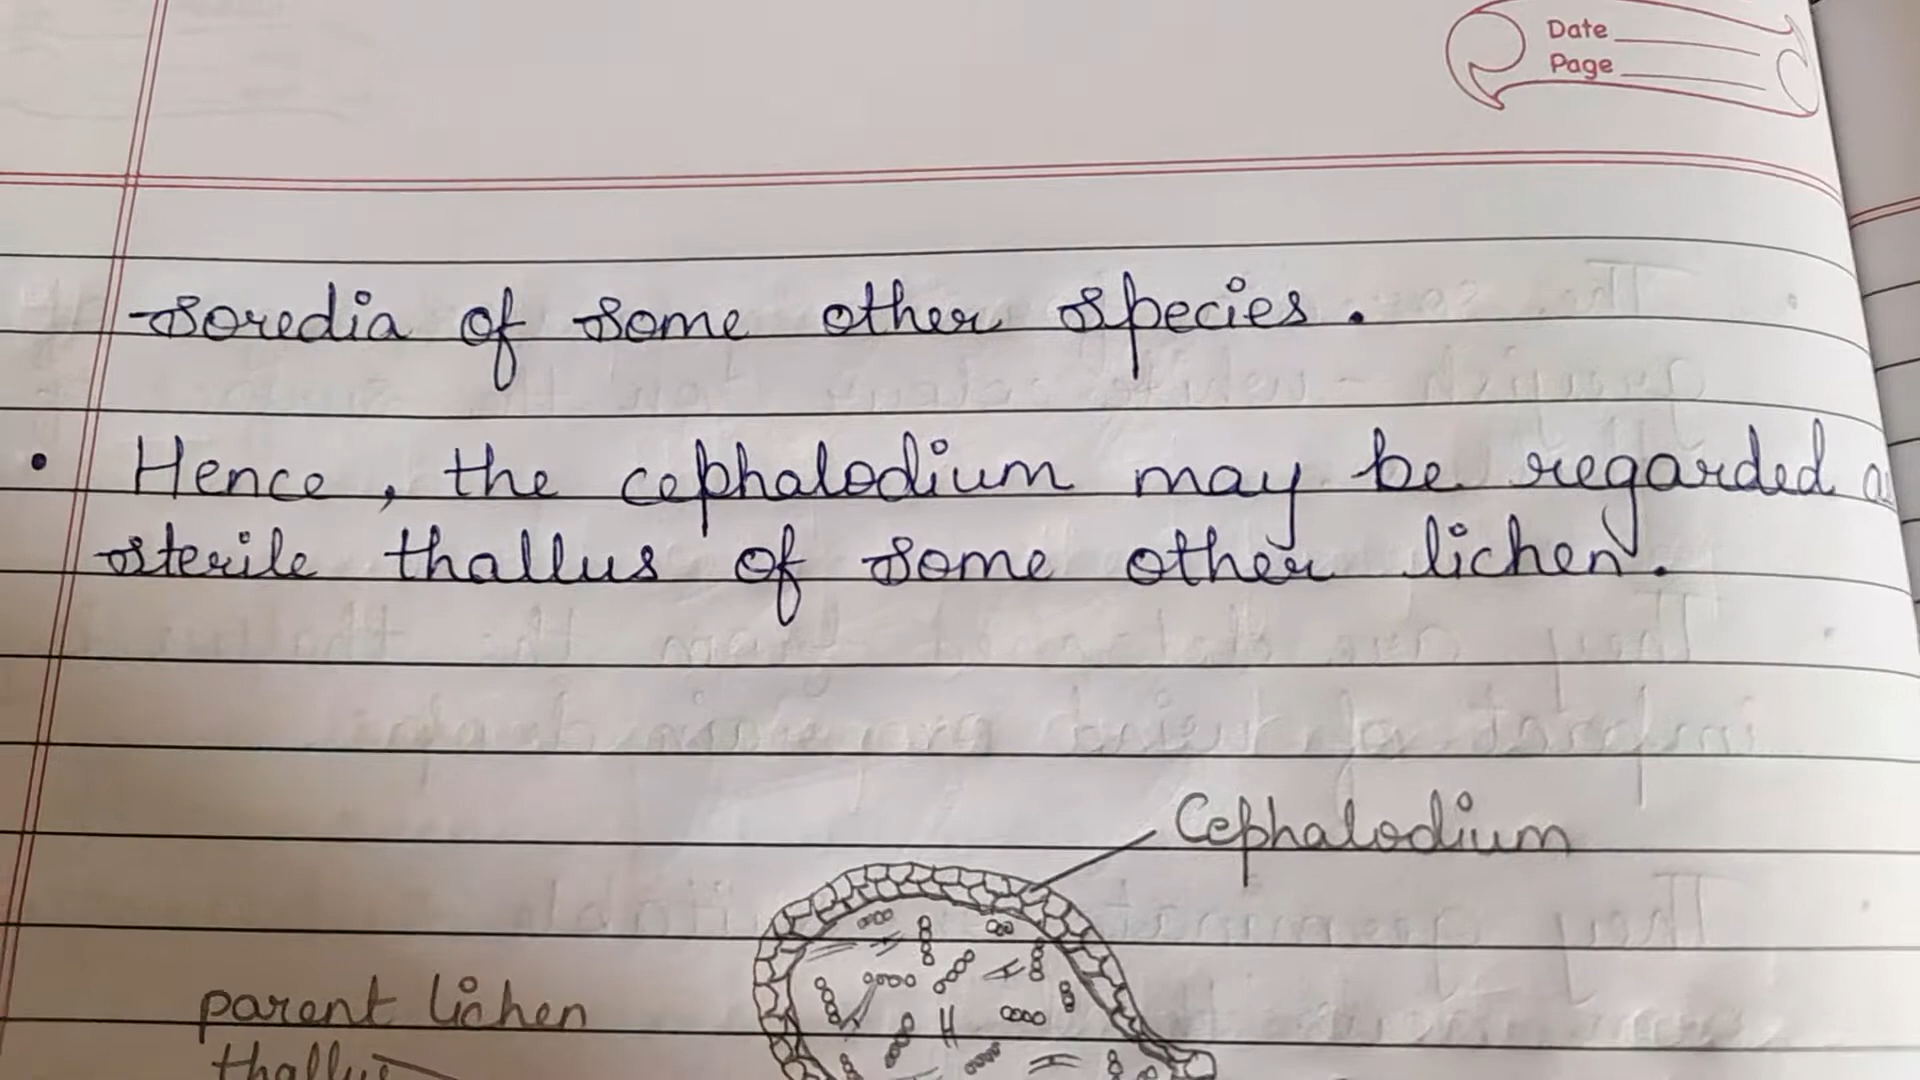 Date
Page
soredia of some other species.
• Hence, the cephalodium may be regarded
sterile thallus of some other lichen.
Cephalodium
parent lichen
thallus